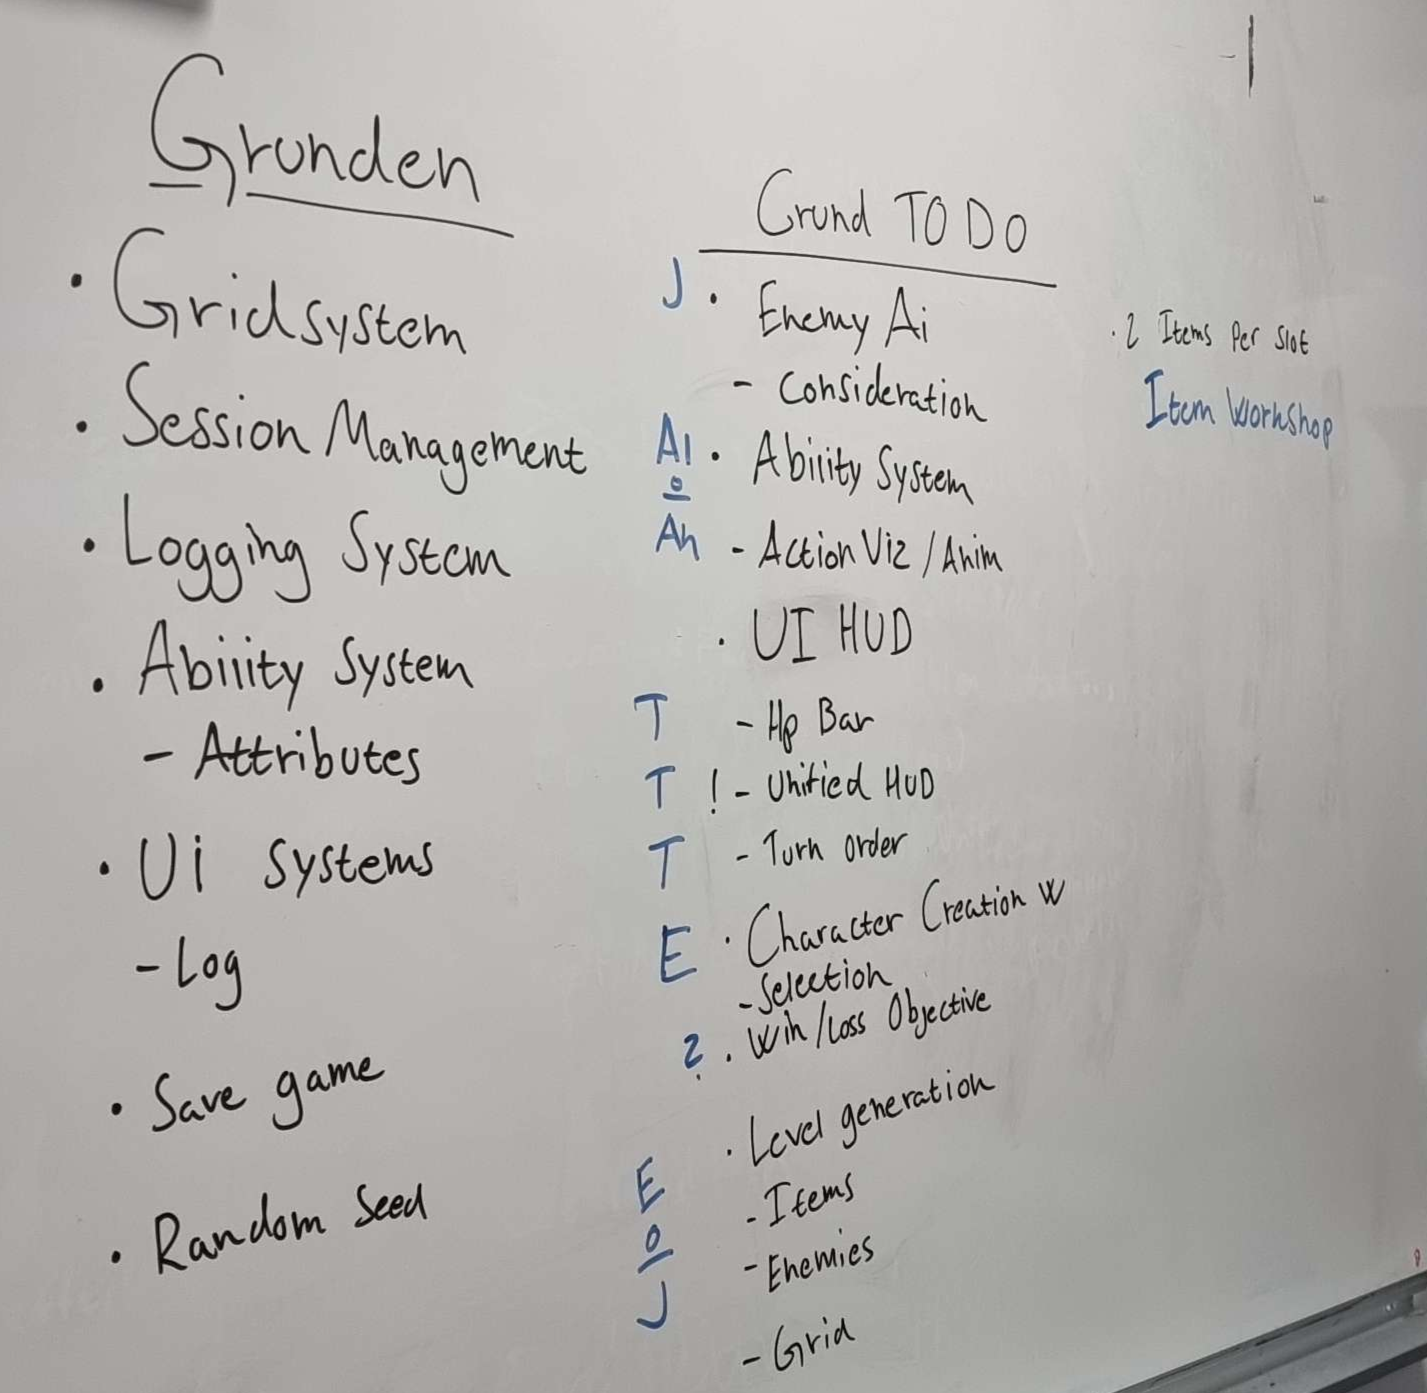 Grunden
· Gridsystem
· Session Management
· Logging System
· Ability System
- Attributes
· Ui Systems
- Log
· Save game
· Random Seed
Grund TO DO
J · Enemy Ai
- Consideration
Al · Ability System
o
An - Action Viz / Anim
· UI HUD
T - Hp Bar
T ! - Unified HUD
T - Turn order
E · Character Creation W
- Selection
? · Win/Loss Objective
· Level generation
E - Items
o - Enemies
J - Grid
· 2 Items Per Slot
Item Workshop